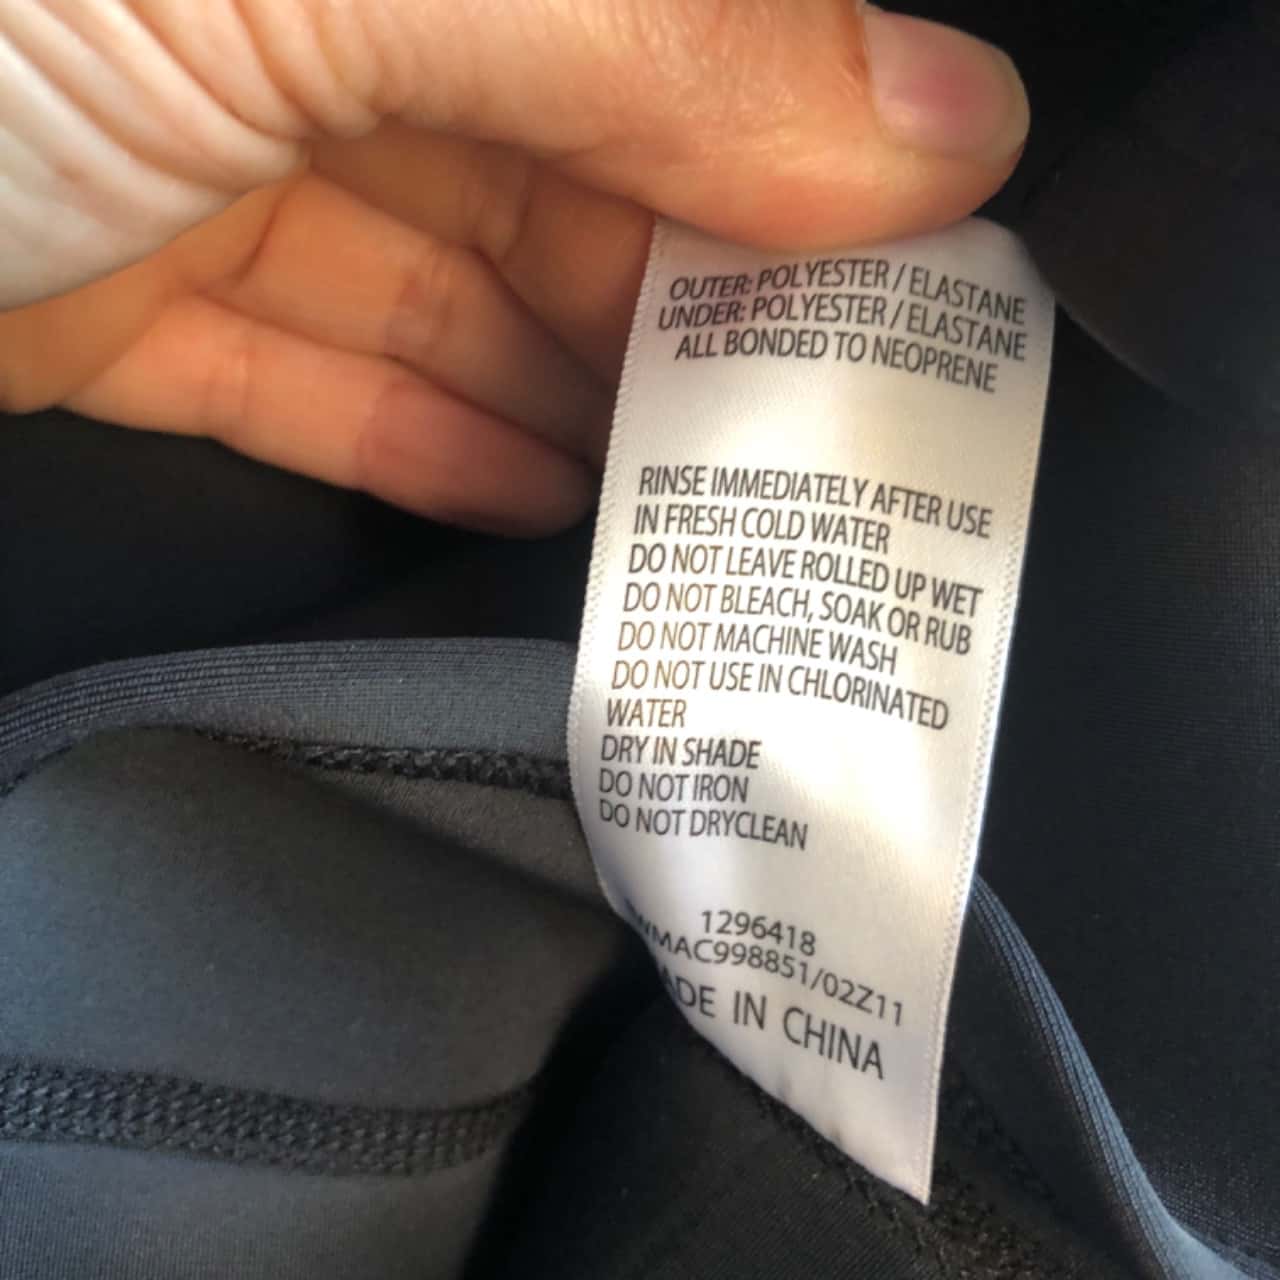 OUTER: POLYESTER / ELASTANE
UNDER: POLYESTER / ELASTANE
ALL BONDED TO NEOPRENE
RINSE IMMEDIATELY AFTER USE
IN FRESH COLD WATER
DO NOT LEAVE ROLLED UP WET
DO NOT BLEACH, SOAK OR RUB
DO NOT MACHINE WASH
DO NOT USE IN CHLORINATED
WATER
DRY IN SHADE
DO NOT IRON
DO NOT DRYCLEAN
1296418
WMAC998851/02Z11
ADE IN CHINA